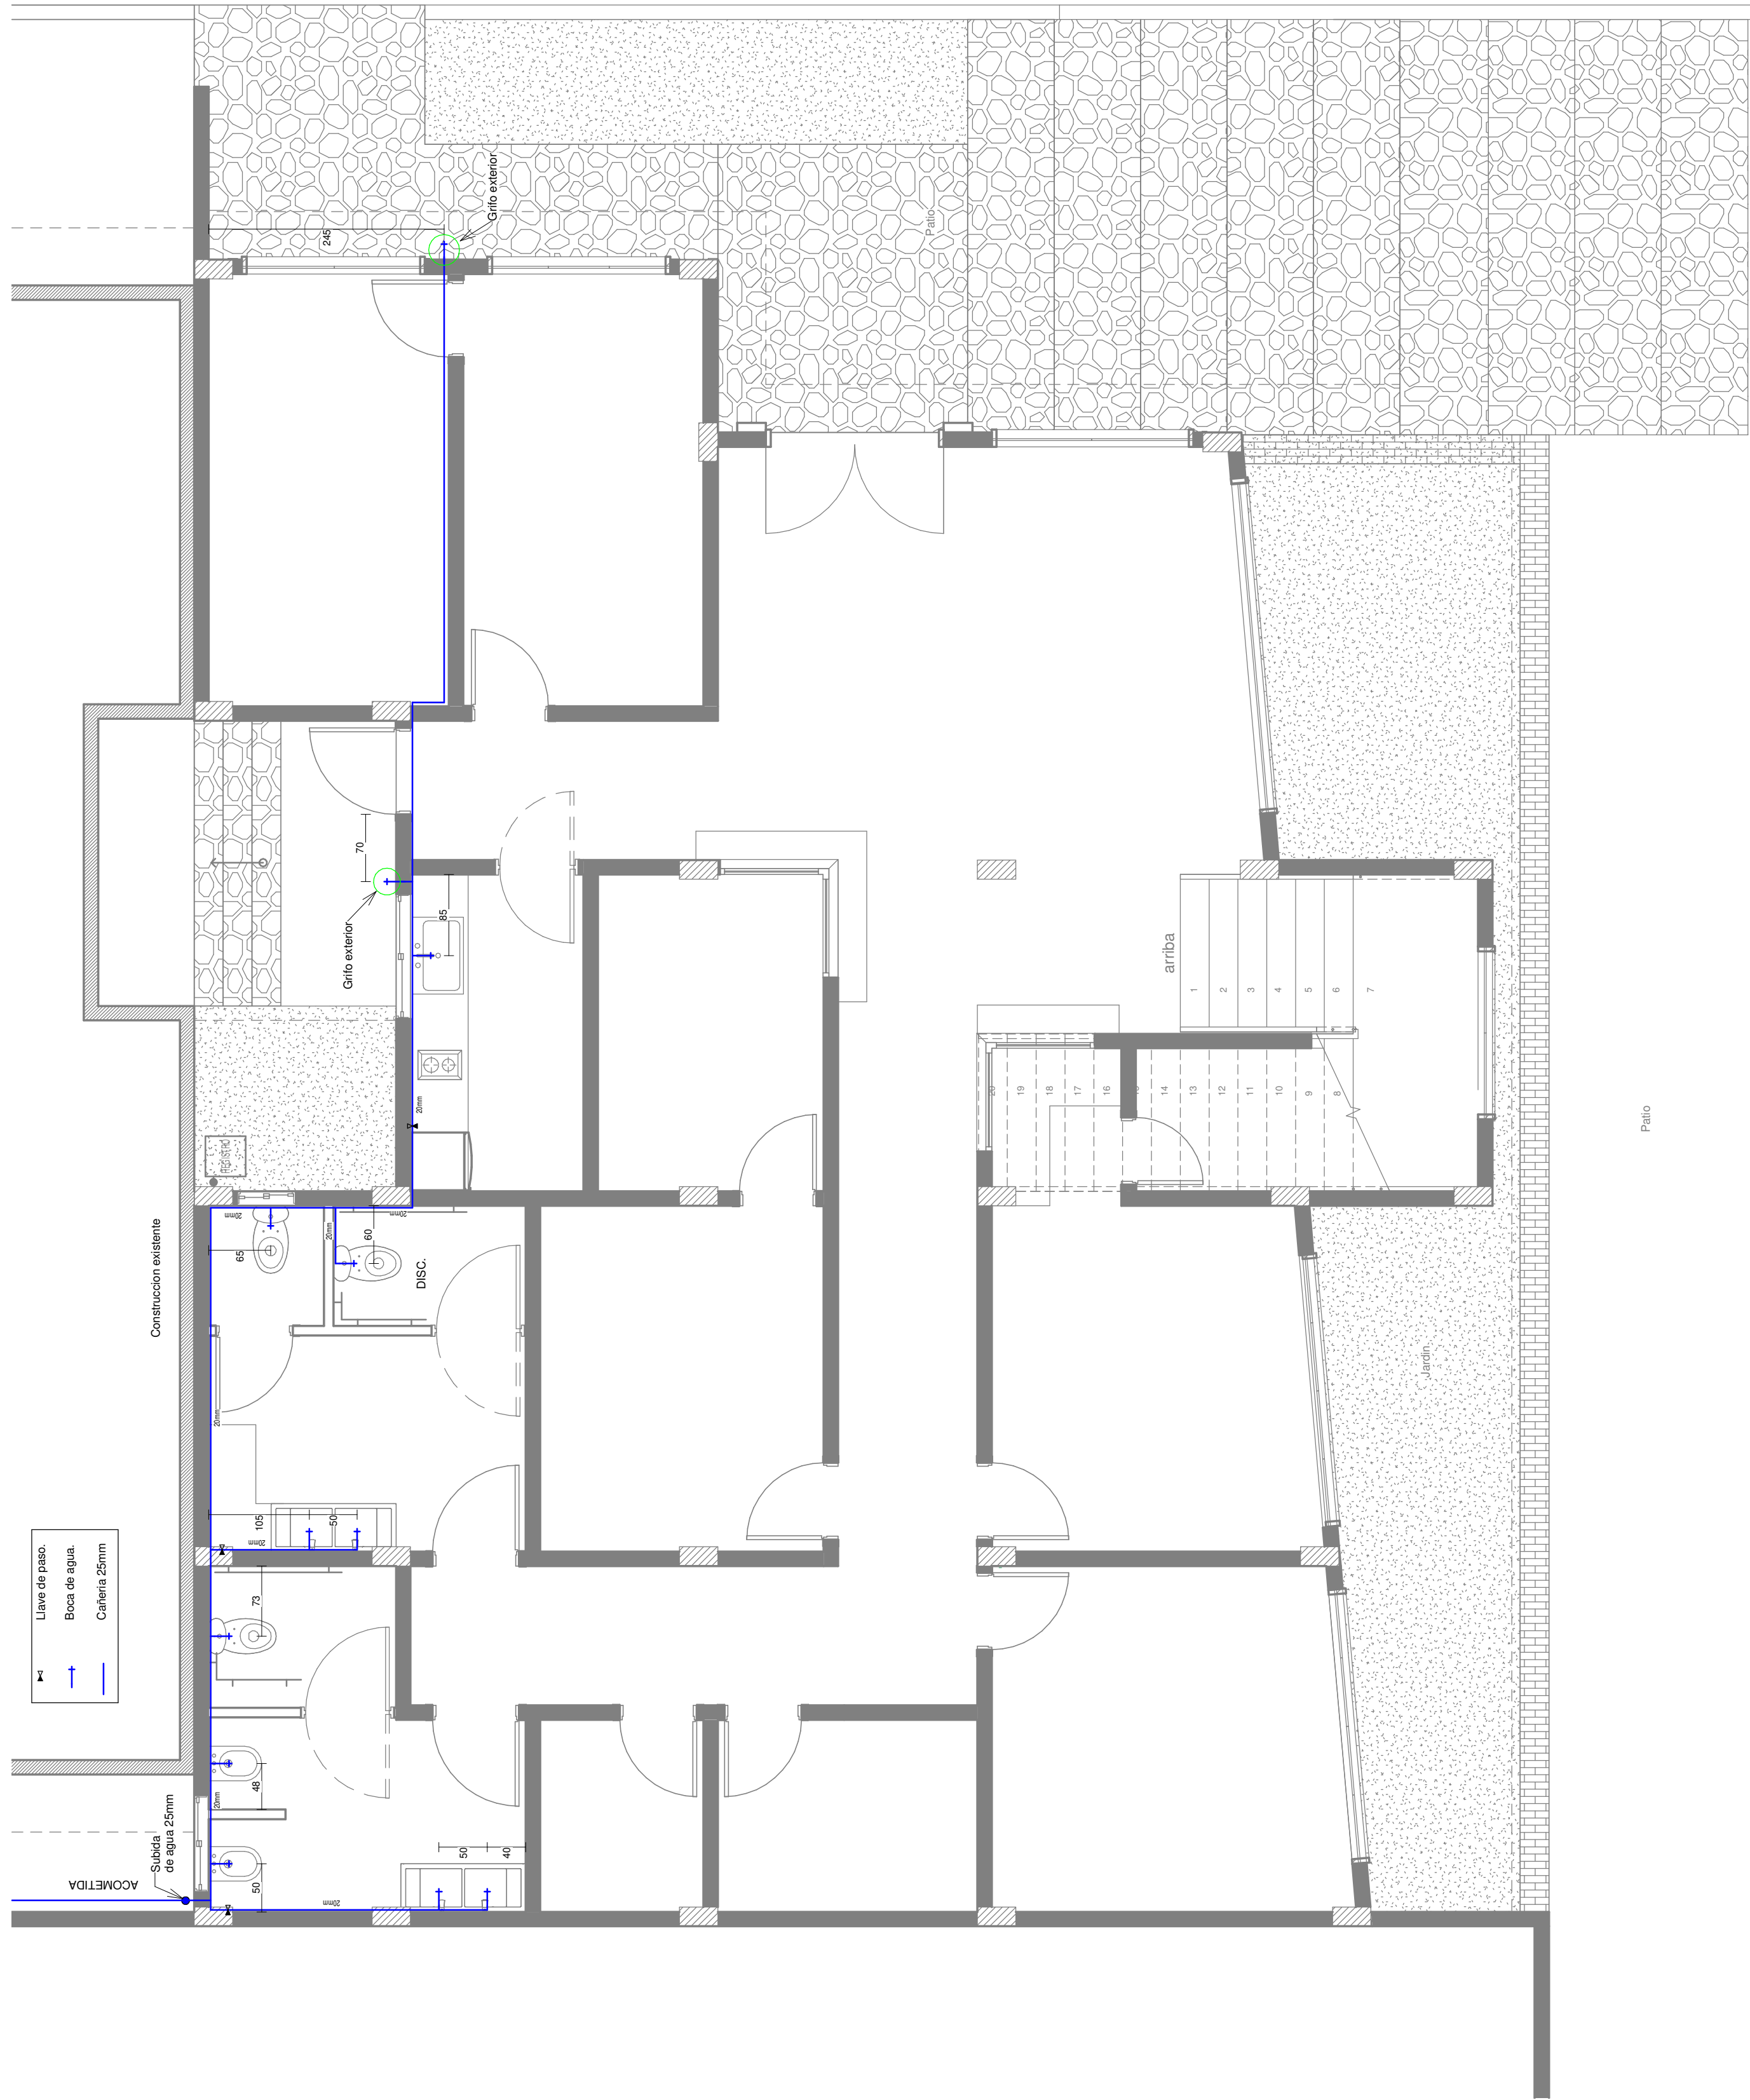 Llave de paso.
Boca de agua.
Cañeria 25mm
ACOMETIDA
Subida
de agua 25mm
Construccion existente
20mm
20mm
REGISTRO
20mm
65
50
48
73
105
20mm
50
20mm
50
20mm
245
Grifo exterior
70
60
20mm
20mm
DISC.
85
50
40
Grifo exterior
Patio
20
19
18
17
16
14
13
12
11
10
9
8
arriba
1
2
3
4
5
6
7
Jardin.
Patio